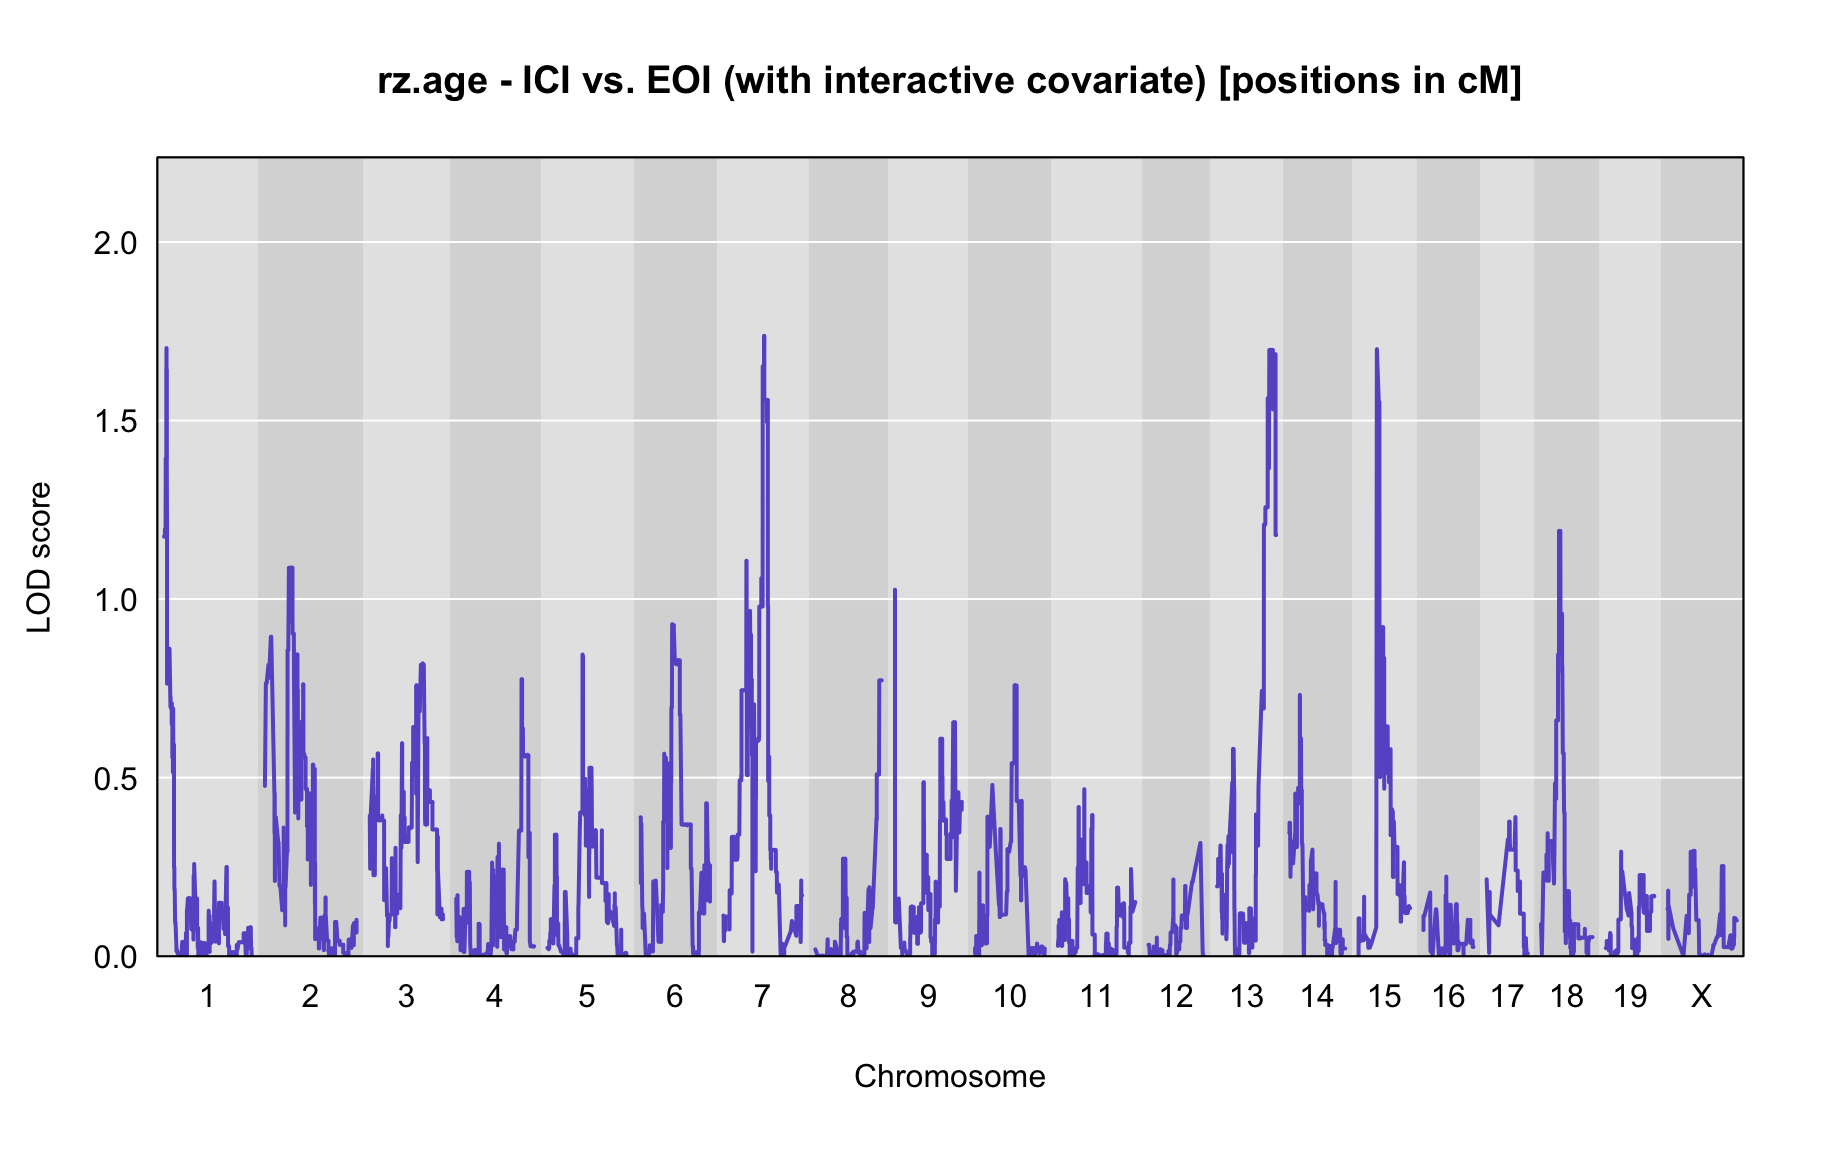 rz.age - ICI vs. EOI (with interactive covariate) [positions in cM]
2.0
1.5
1.0
0.5
0.0
LOD score
1 2 3 4 5 6 7 8 9 10 11 12 13 14 15 16 17 18 19 X
Chromosome